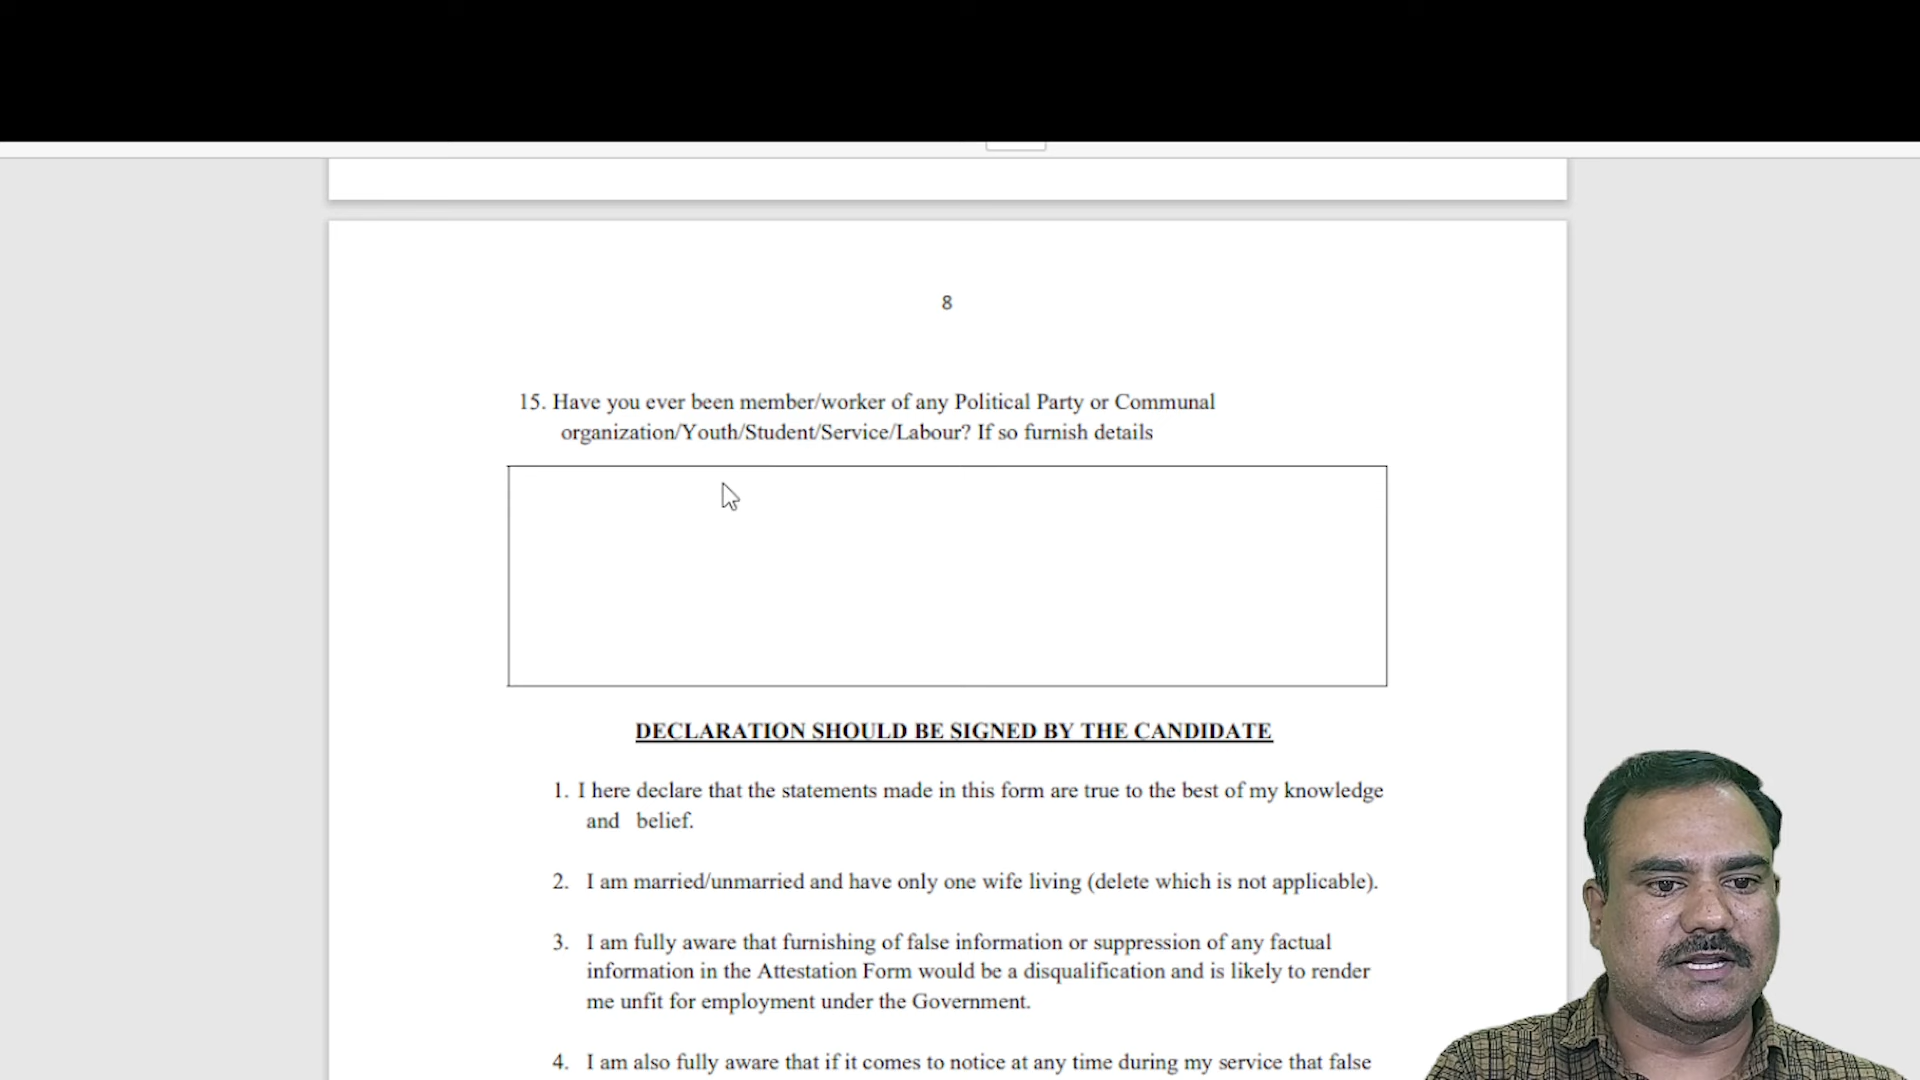 8
15. Have you ever been member/worker of any Political Party or Communal
organization/Youth/Student/Service/Labour? If so furnish details
DECLARATION SHOULD BE SIGNED BY THE CANDIDATE
1. I here declare that the statements made in this form are true to the best of my knowledge
and belief.
2. I am married/unmarried and have only one wife living (delete which is not applicable).
3. I am fully aware that furnishing of false information or suppression of any factual
information in the Attestation Form would be a disqualification and is likely to render
me unfit for employment under the Government.
4. I am also fully aware that if it comes to notice at any time during my service that false